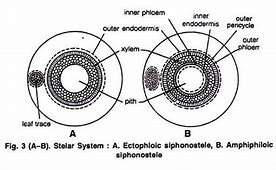 inner phloem
outer endodermis
inner endodermis
outer pericycle
outer phloem
xylem
pith
leaf trace
A
B
Fig. 3 (A–B). Stelar System : A. Ectophloic siphonostele, B. Amphiphloic
siphonostele